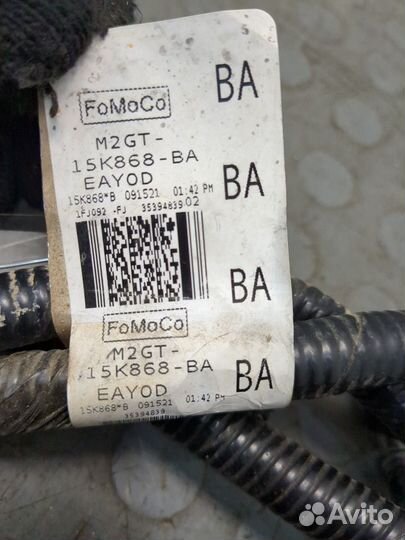 FoMoCo
BA
M2GT-
15K868-BA
EAYOD
BA
15K868*B 091521 01:42 PM
1FJ092 -FJ 35394839 02
BA
FoMoCo
M2GT-
15K868-BA
BA
EAYOD
15K868*B 091521 01:42 PM
35394839
Avito